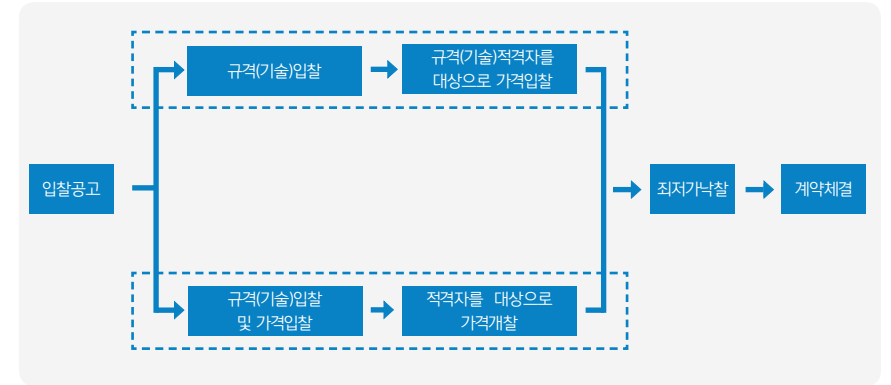 규격(기술)입찰
규격(기술)적격자를
대상으로 가격입찰
입찰공고
죄저가낙찰
계약체결
규격(기술)입찰
및 가격입찰
적격자를 대상으로
가격개찰